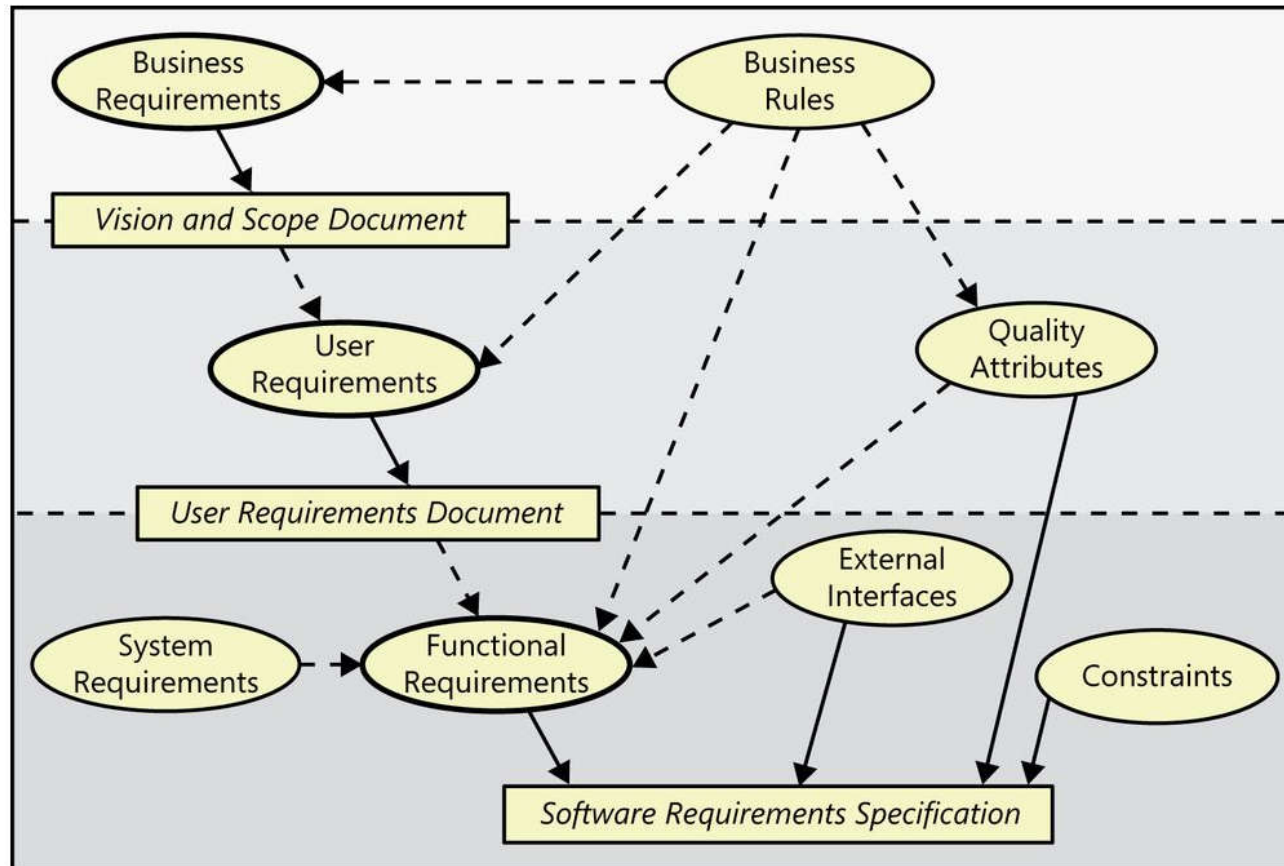 Business
Requirements
Business
Rules
Vision and Scope Document
User
Requirements
Quality
Attributes
User Requirements Document
External
Interfaces
System
Requirements
Functional
Requirements
Constraints
Software Requirements Specification